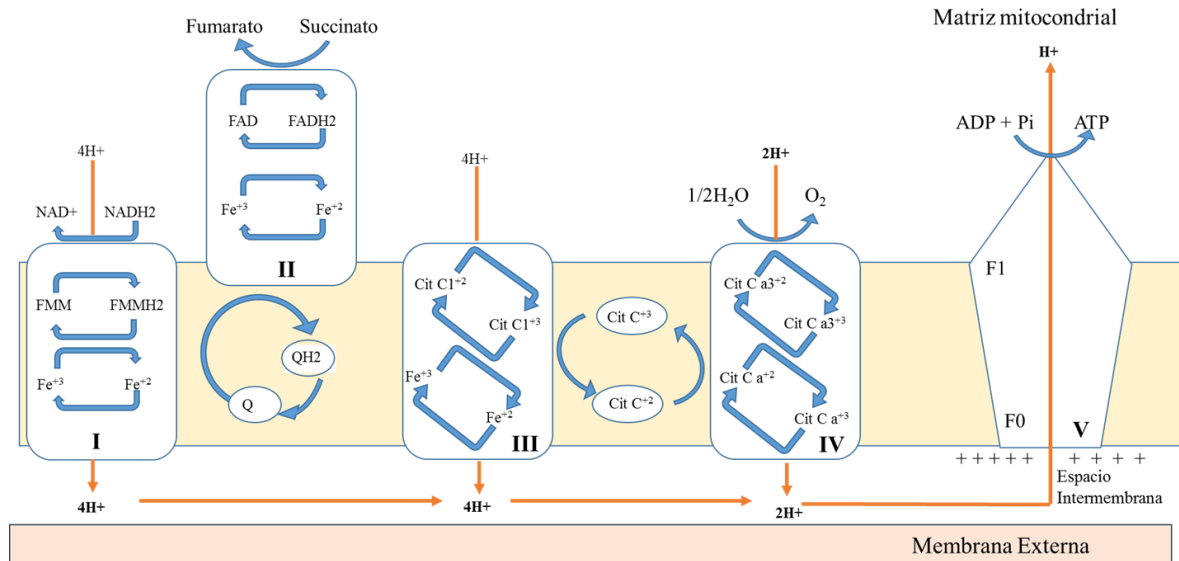 Fumarato
Succinato
Matriz mitocondrial
H+
FAD
FADH2
ADP + Pi
ATP
4H+
4H+
2H+
1/2H₂O
O₂
NAD+
NADH2
Fe+3
Fe+2
II
F1
FMM
FMMH2
Cit C1+2
Cit C1+3
Cit C+3
Cit C a3+2
Cit C a3+3
QH2
Q
Fe+3
Fe+2
Fe+3
Fe+2
Cit C+2
Cit C a+2
Cit C a+3
F0
I
III
IV
V
+ + + + +
+ + + +
Espacio
Intermembrana
4H+
4H+
2H+
Membrana Externa